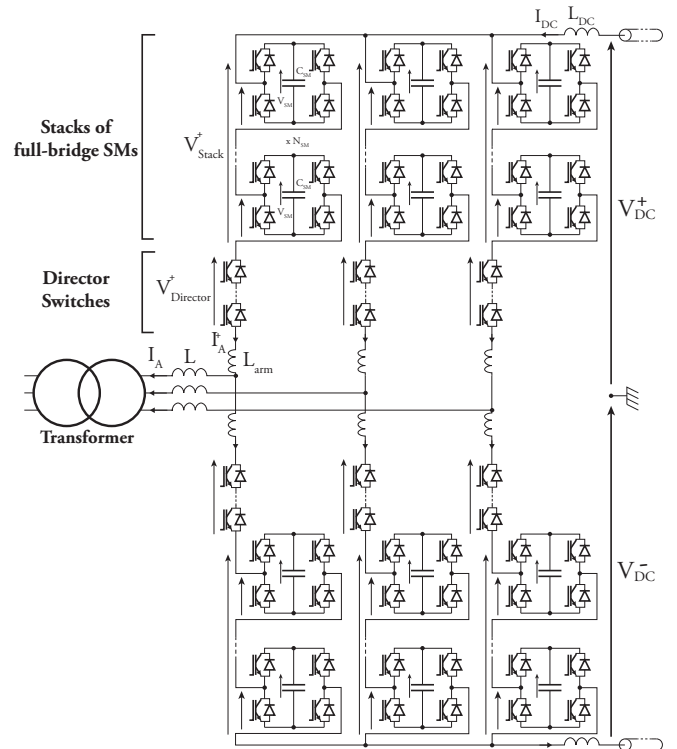 I_DC L_DC
Stacks of
full-bridge SMs
V⁺_Stack
C_SM
V_SM
x N_SM
C_SM
V_SM
V⁺_DC
Director
Switches
V⁺_Director
I⁺_A
I_A L L_arm
Transformer
V⁻_DC